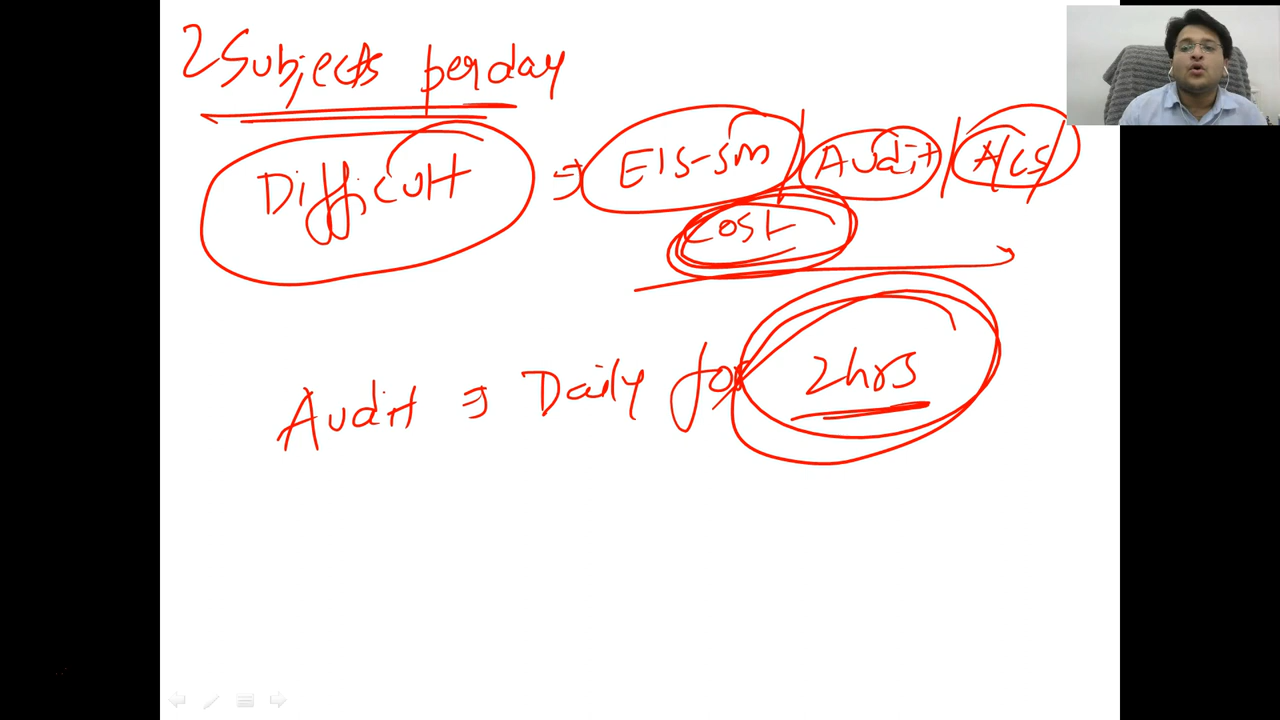 2 Subjects per day
Difficult ⇒ EIS-SM / Audit / A/Cs /
Cost
Audit ⇒ Daily for 2hrs